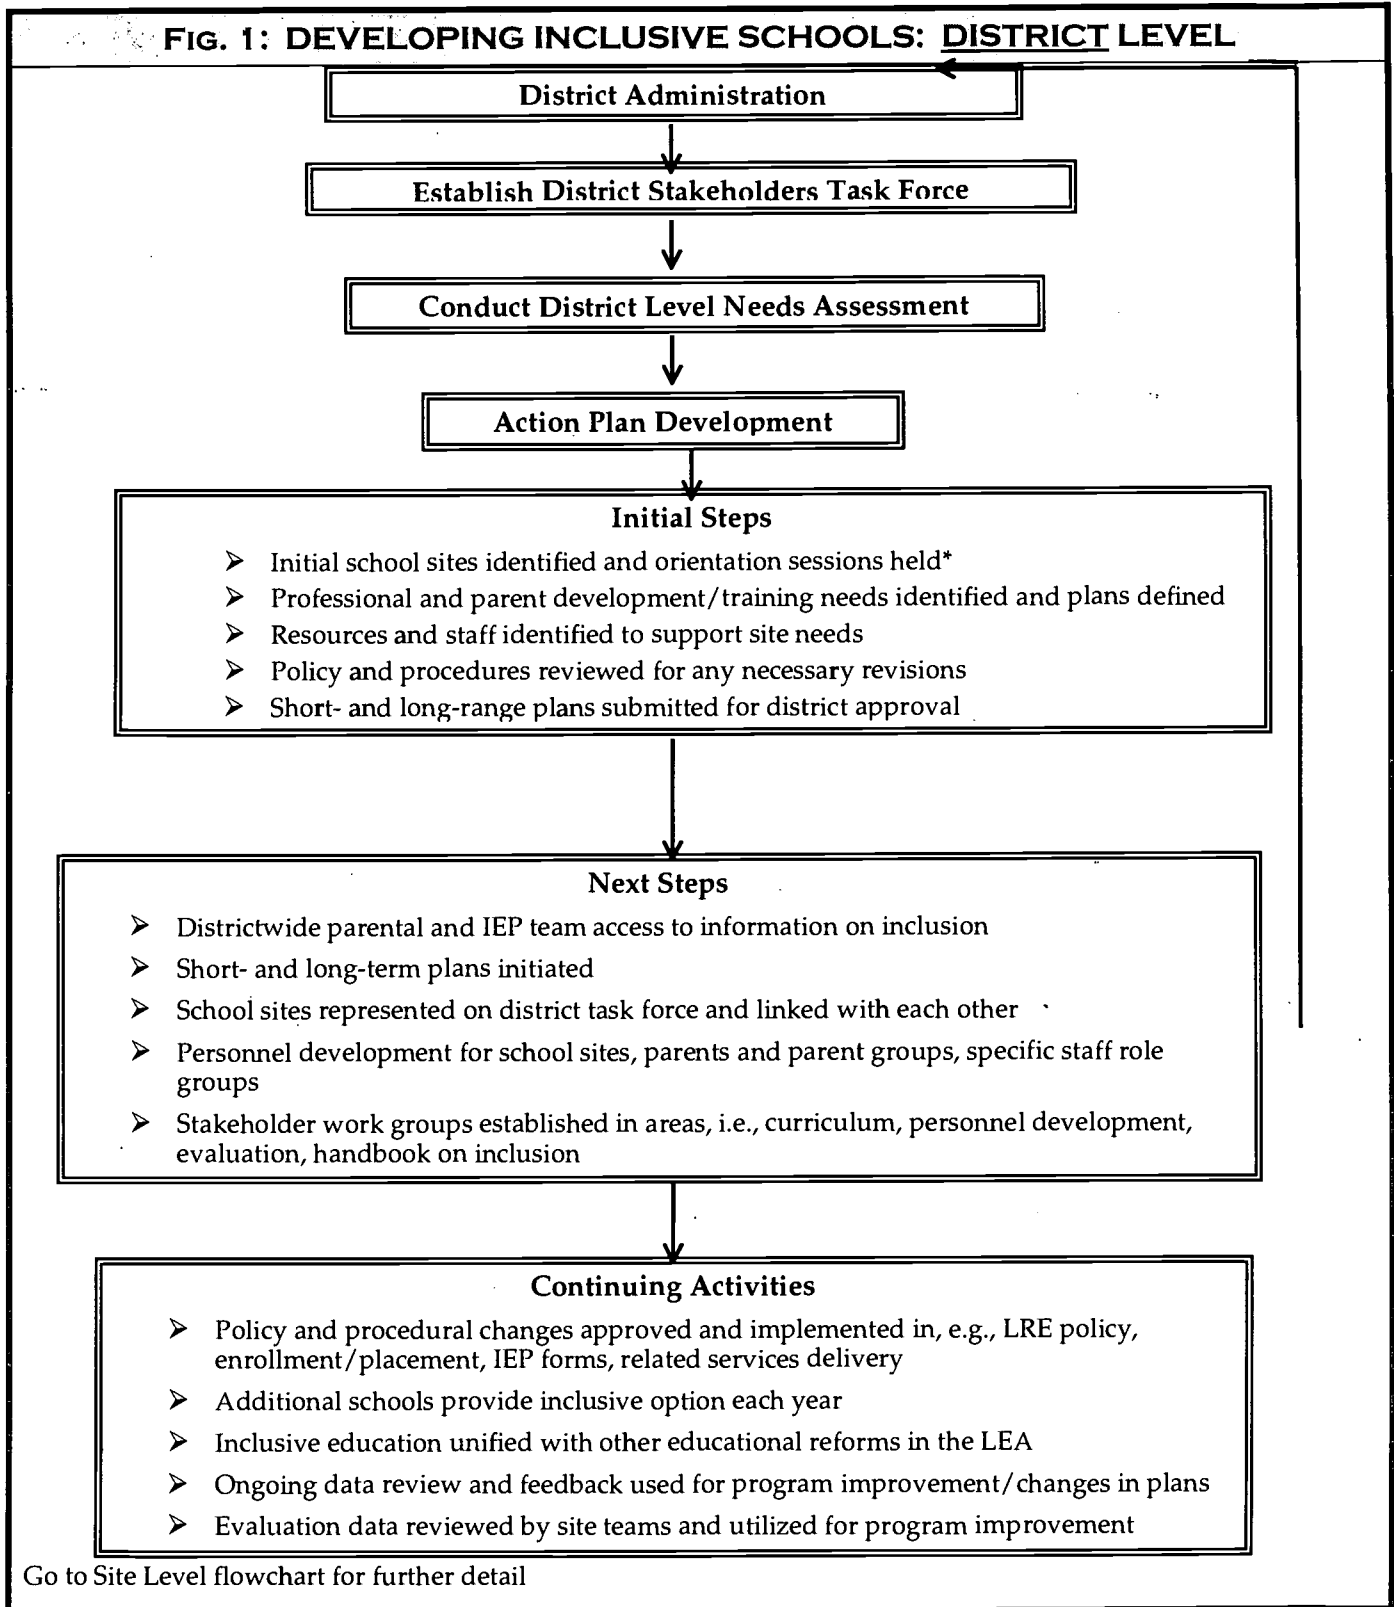 FIG. 1: DEVELOPING INCLUSIVE SCHOOLS: DISTRICT LEVEL
District Administration
Establish District Stakeholders Task Force
Conduct District Level Needs Assessment
Action Plan Development
Initial Steps
➢ Initial school sites identified and orientation sessions held*
➢ Professional and parent development/training needs identified and plans defined
➢ Resources and staff identified to support site needs
➢ Policy and procedures reviewed for any necessary revisions
➢ Short- and long-range plans submitted for district approval
Next Steps
➢ Districtwide parental and IEP team access to information on inclusion
➢ Short- and long-term plans initiated
➢ School sites represented on district task force and linked with each other
➢ Personnel development for school sites, parents and parent groups, specific staff role
groups
➢ Stakeholder work groups established in areas, i.e., curriculum, personnel development,
evaluation, handbook on inclusion
Continuing Activities
➢ Policy and procedural changes approved and implemented in, e.g., LRE policy,
enrollment/placement, IEP forms, related services delivery
➢ Additional schools provide inclusive option each year
➢ Inclusive education unified with other educational reforms in the LEA
➢ Ongoing data review and feedback used for program improvement/changes in plans
➢ Evaluation data reviewed by site teams and utilized for program improvement
Go to Site Level flowchart for further detail